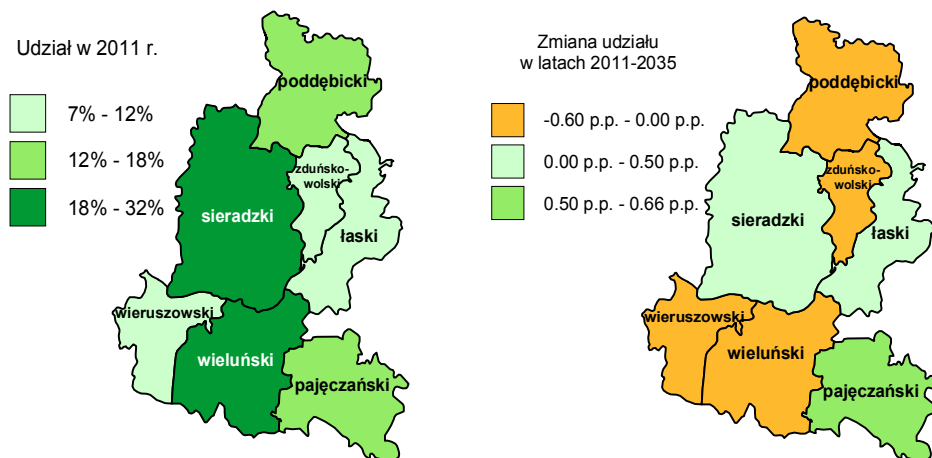 Udział w 2011 r.
7% - 12%
12% - 18%
18% - 32%
poddębicki
zduńsko-
wolski
sieradzki
łaski
wieruszowski
wieluński
pajęczański
Zmiana udziału
w latach 2011-2035
-0.60 p.p. - 0.00 p.p.
0.00 p.p. - 0.50 p.p.
0.50 p.p. - 0.66 p.p.
poddębicki
zduńsko-
wolski
sieradzki
łaski
wieruszowski
wieluński
pajęczański